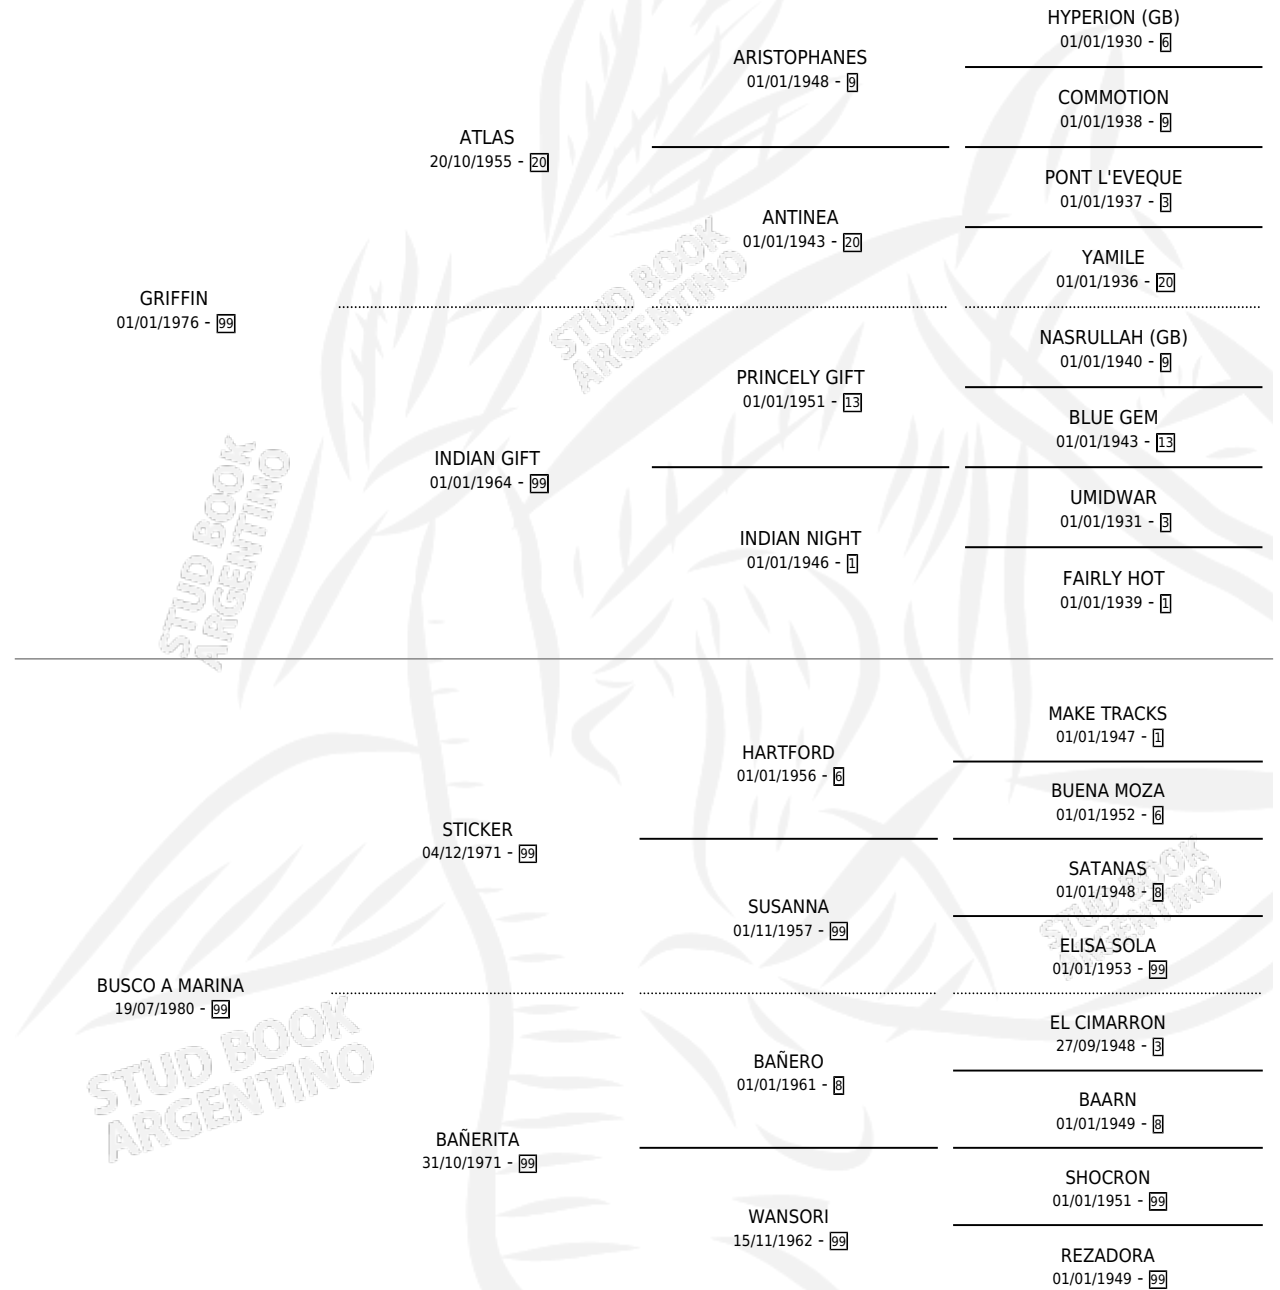 HYPERION (GB)
01/01/1930 - 6
ARISTOPHANES
01/01/1948 - 9
COMMOTION
01/01/1938 - 9
ATLAS
20/10/1955 - 20
PONT L'EVEQUE
01/01/1937 - 3
ANTINEA
01/01/1943 - 20
YAMILE
01/01/1936 - 20
GRIFFIN
01/01/1976 - 99
STUD BOOK
ARGENTINO
NASRULLAH (GB)
01/01/1940 - 9
PRINCELY GIFT
01/01/1951 - 13
BLUE GEM
01/01/1943 - 13
INDIAN GIFT
01/01/1964 - 99
UMIDWAR
01/01/1931 - 3
INDIAN NIGHT
01/01/1946 - 1
FAIRLY HOT
01/01/1939 - 1
STUD BOOK
ARGENTINO
MAKE TRACKS
01/01/1947 - 1
HARTFORD
01/01/1956 - 6
BUENA MOZA
01/01/1952 - 6
STICKER
04/12/1971 - 99
SATANAS
01/01/1948 - 8
SUSANNA
01/11/1957 - 99
STUD BOOK
ARGENTINO
ELISA SOLA
01/01/1953 - 99
BUSCO A MARINA
19/07/1980 - 99
EL CIMARRON
27/09/1948 - 3
BAÑERO
01/01/1961 - 8
STUD BOOK
ARGENTINO
BAARN
01/01/1949 - 8
BAÑERITA
31/10/1971 - 99
SHOCRON
01/01/1951 - 99
WANSORI
15/11/1962 - 99
REZADORA
01/01/1949 - 99